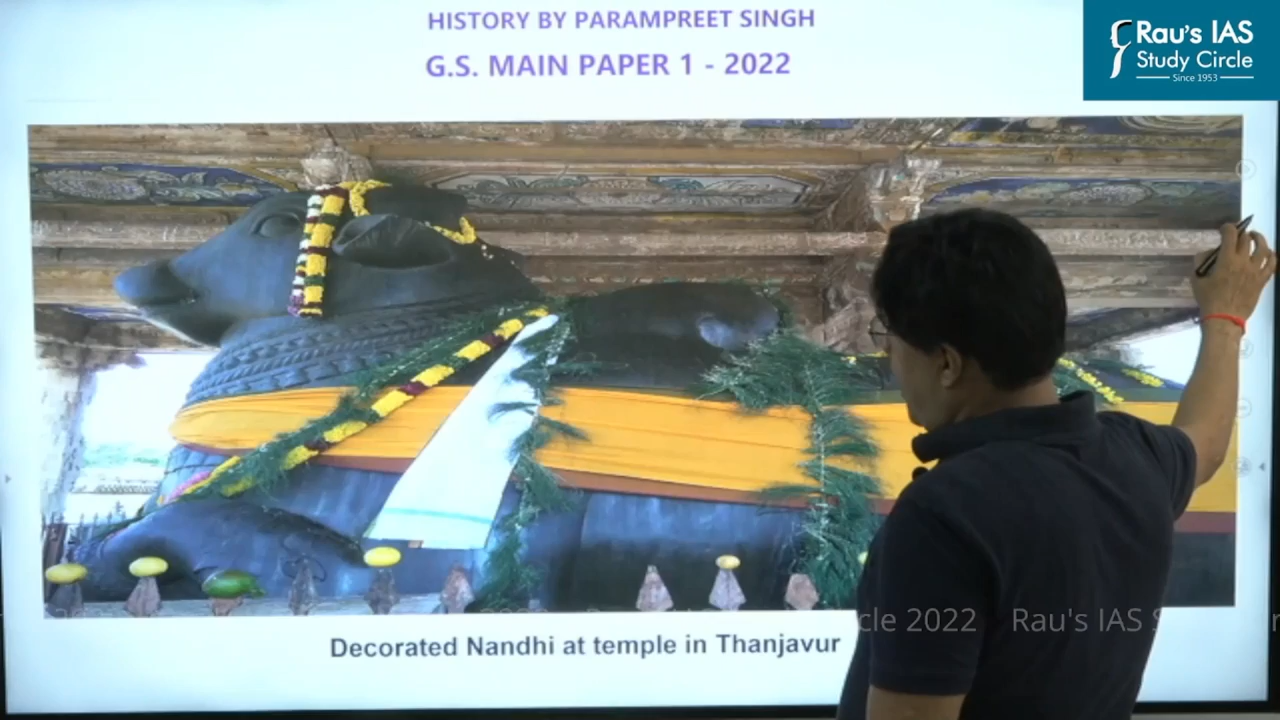 HISTORY BY PARAMPREET SINGH
G.S. MAIN PAPER 1 - 2022
Rau's IAS
Study Circle
Since 1953
Decorated Nandhi at temple in Thanjavur
cle 2022 Rau's IAS S